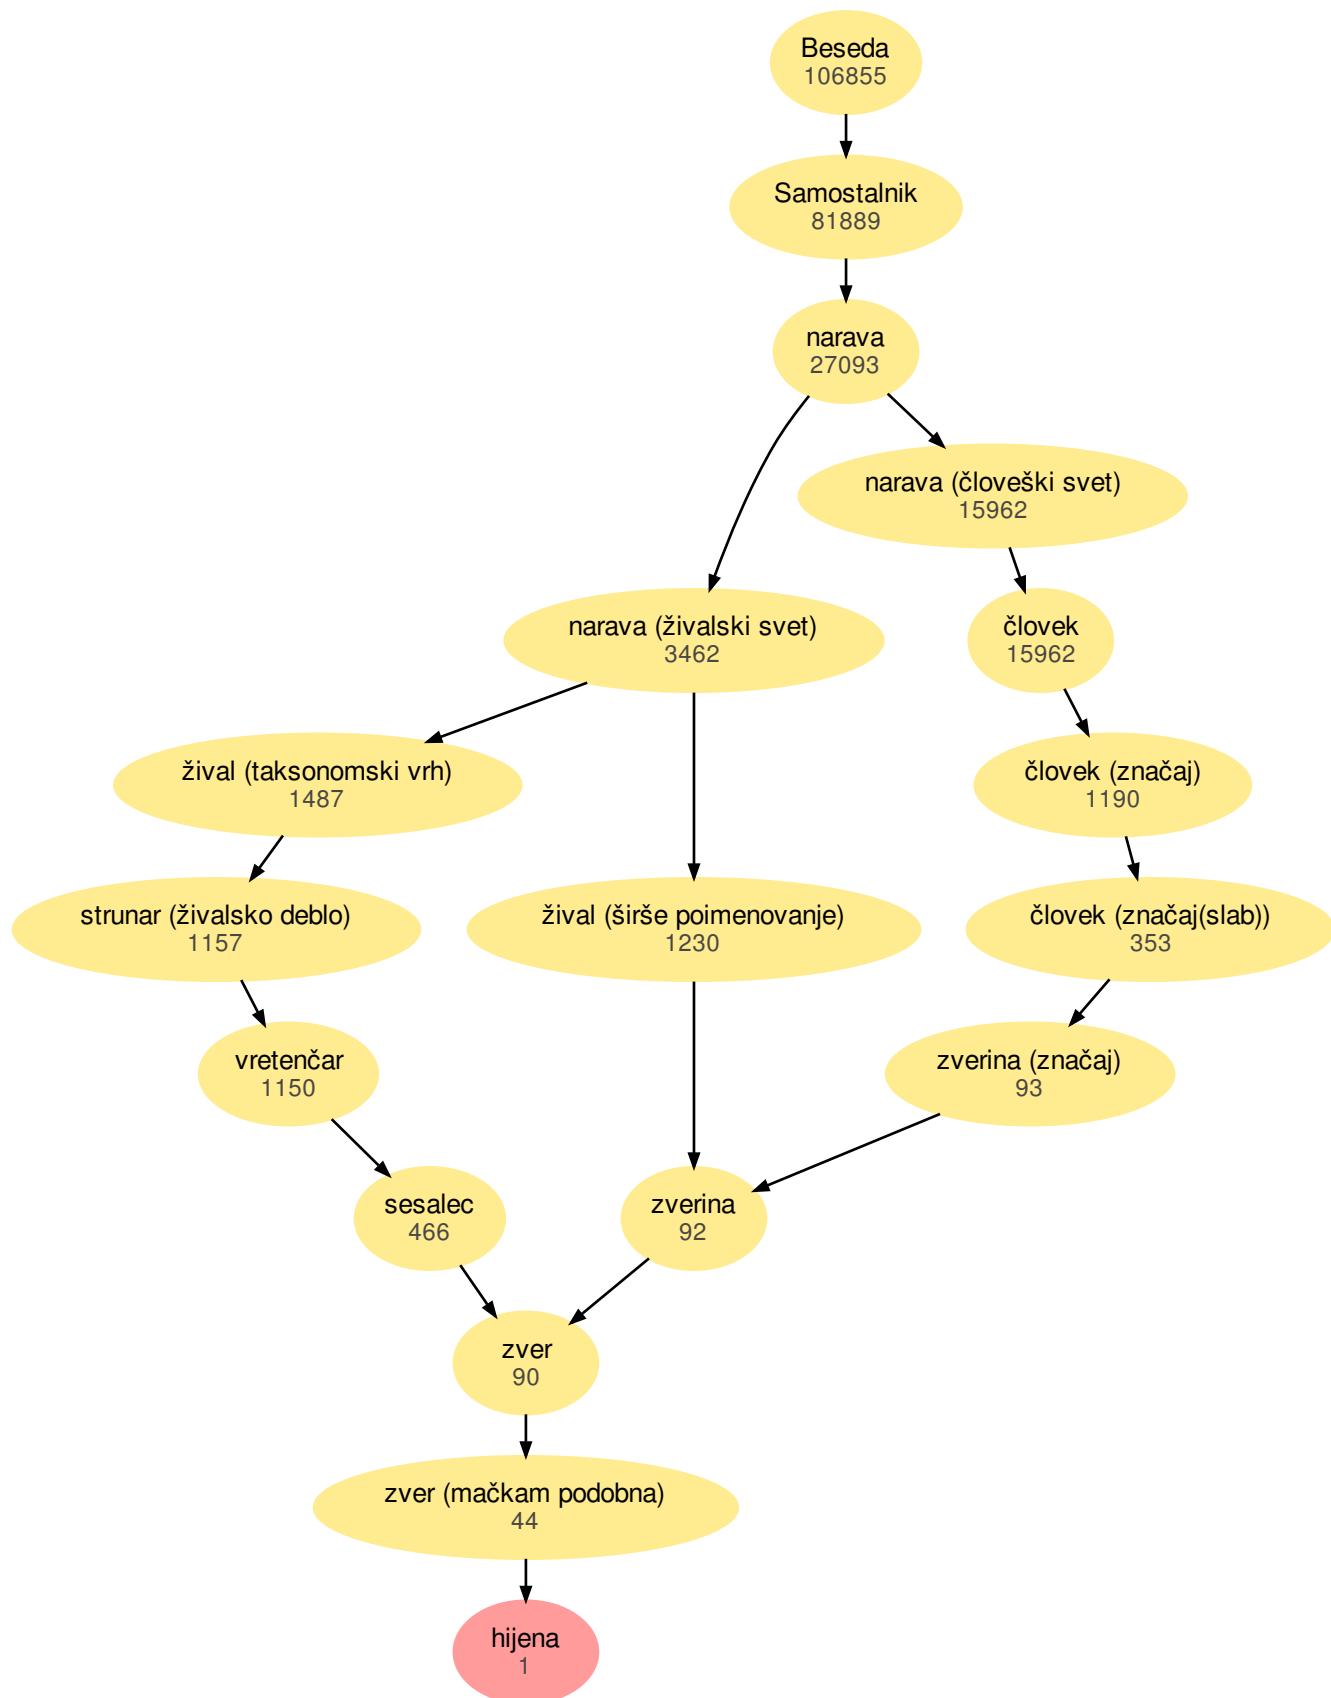 Beseda
106855
Samostalnik
81889
narava
27093
narava (človeški svet)
15962
narava (živalski svet)
3462
človek
15962
žival (taksonomski vrh)
1487
človek (značaj)
1190
strunar (živalsko deblo)
1157
žival (širše poimenovanje)
1230
človek (značaj(slab))
353
vretenčar
1150
zverina (značaj)
93
sesalec
466
zverina
92
zver
90
zver (mačkam podobna)
44
hijena
1